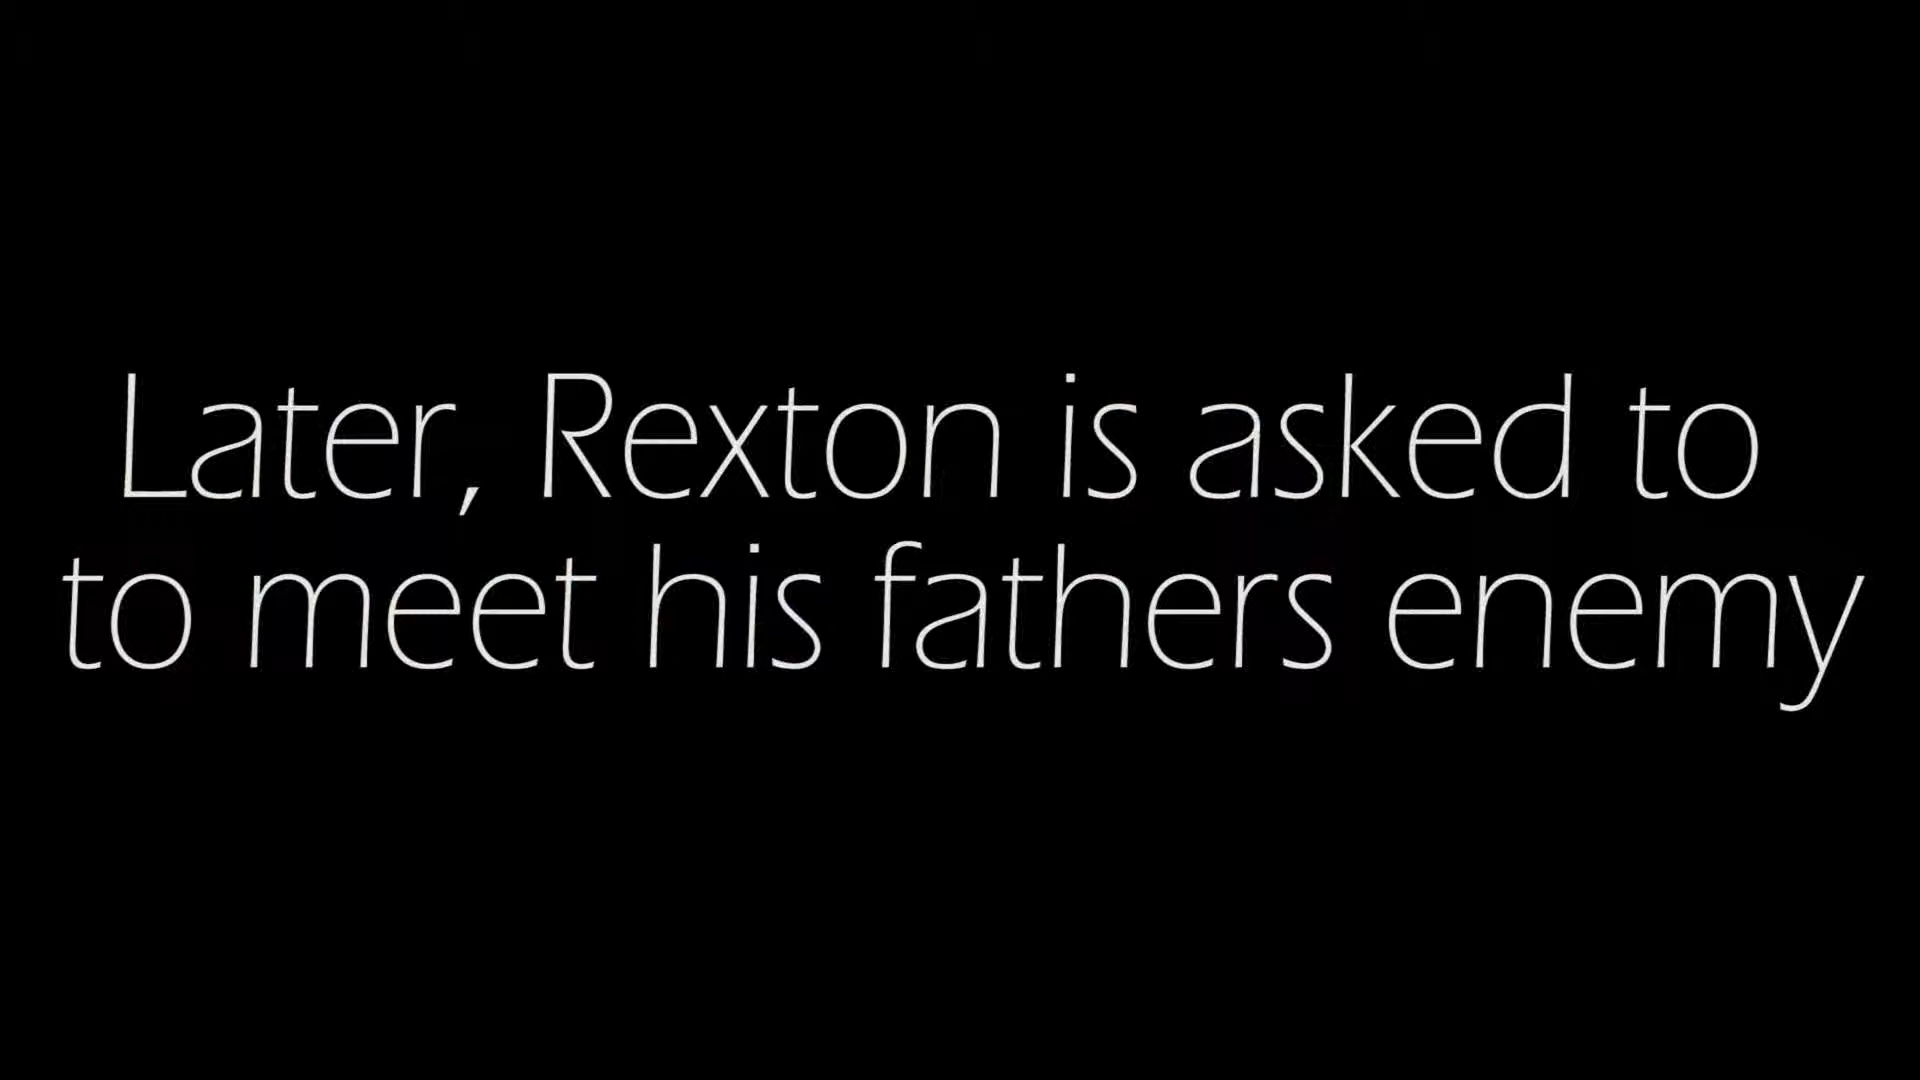 Later, Rexton is asked to
to meet his fathers enemy